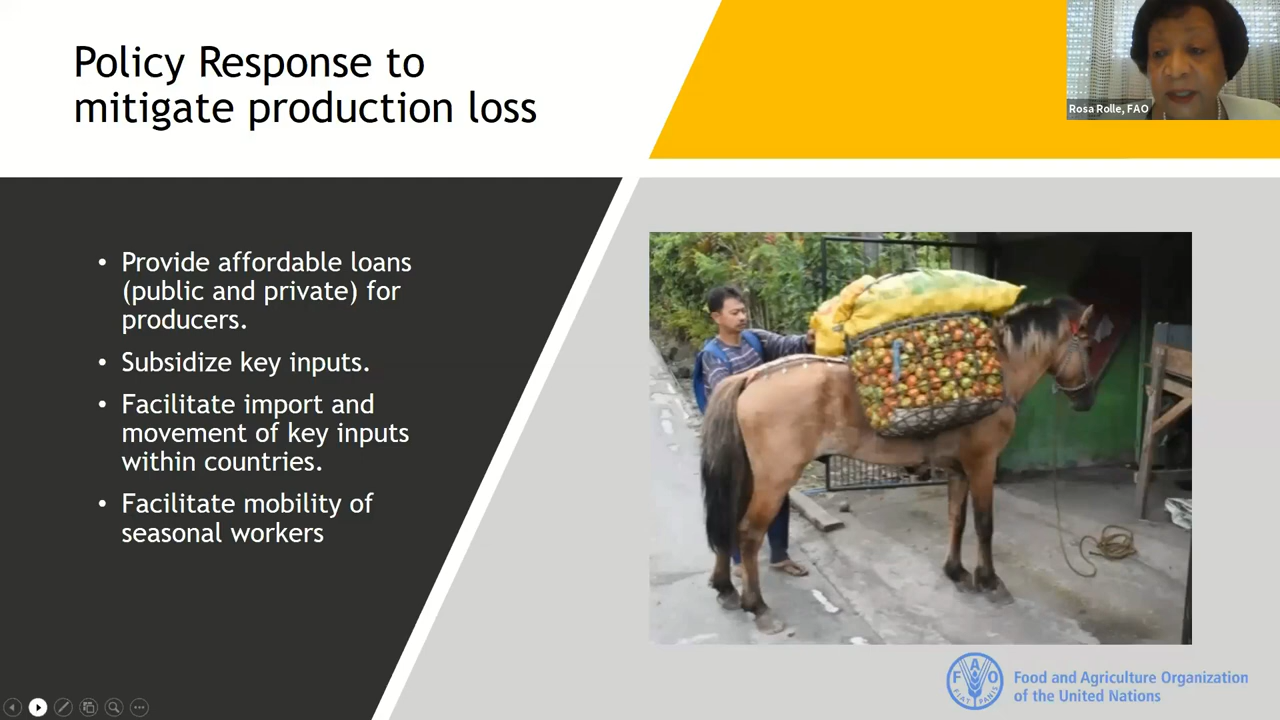 Policy Response to
mitigate production loss
Rosa Rolle, FAO
• Provide affordable loans
(public and private) for
producers.
• Subsidize key inputs.
• Facilitate import and
movement of key inputs
within countries.
• Facilitate mobility of
seasonal workers
F A O
FIAT PANIS
Food and Agriculture Organization
of the United Nations